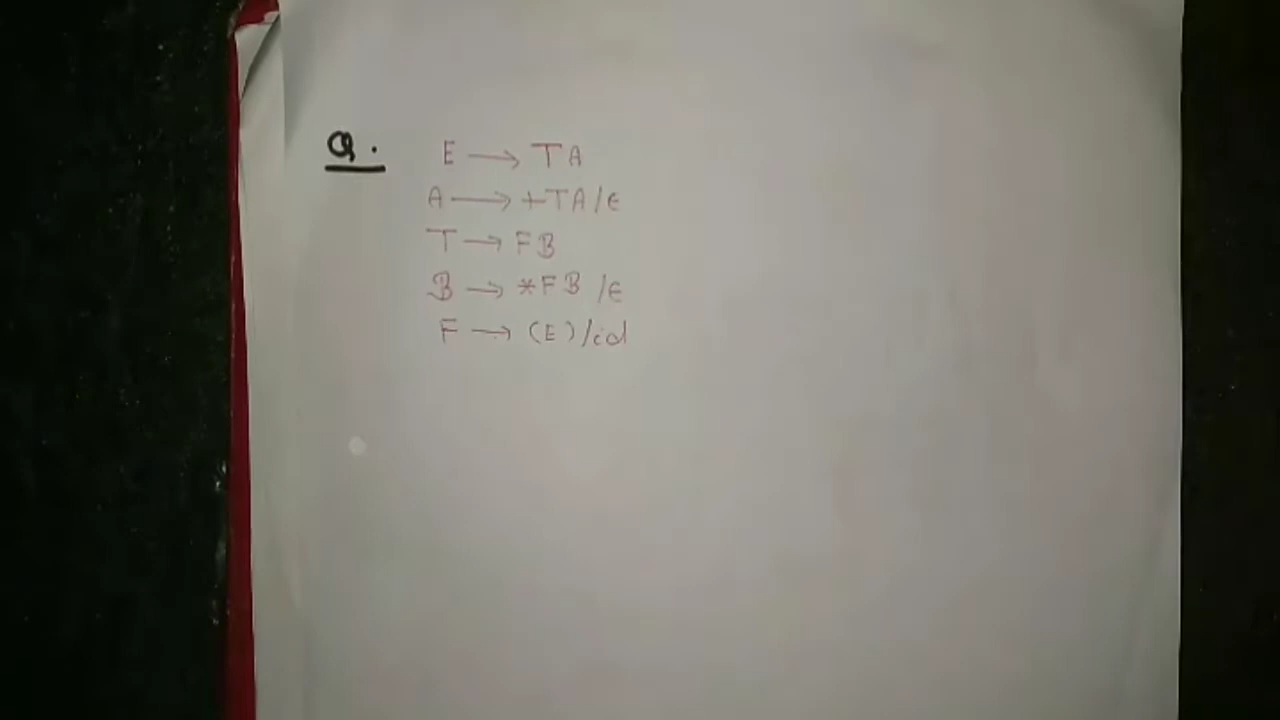 Q. E → TA
A → +TA/ϵ
T → FB
B → *FB/ϵ
F → (E)/id